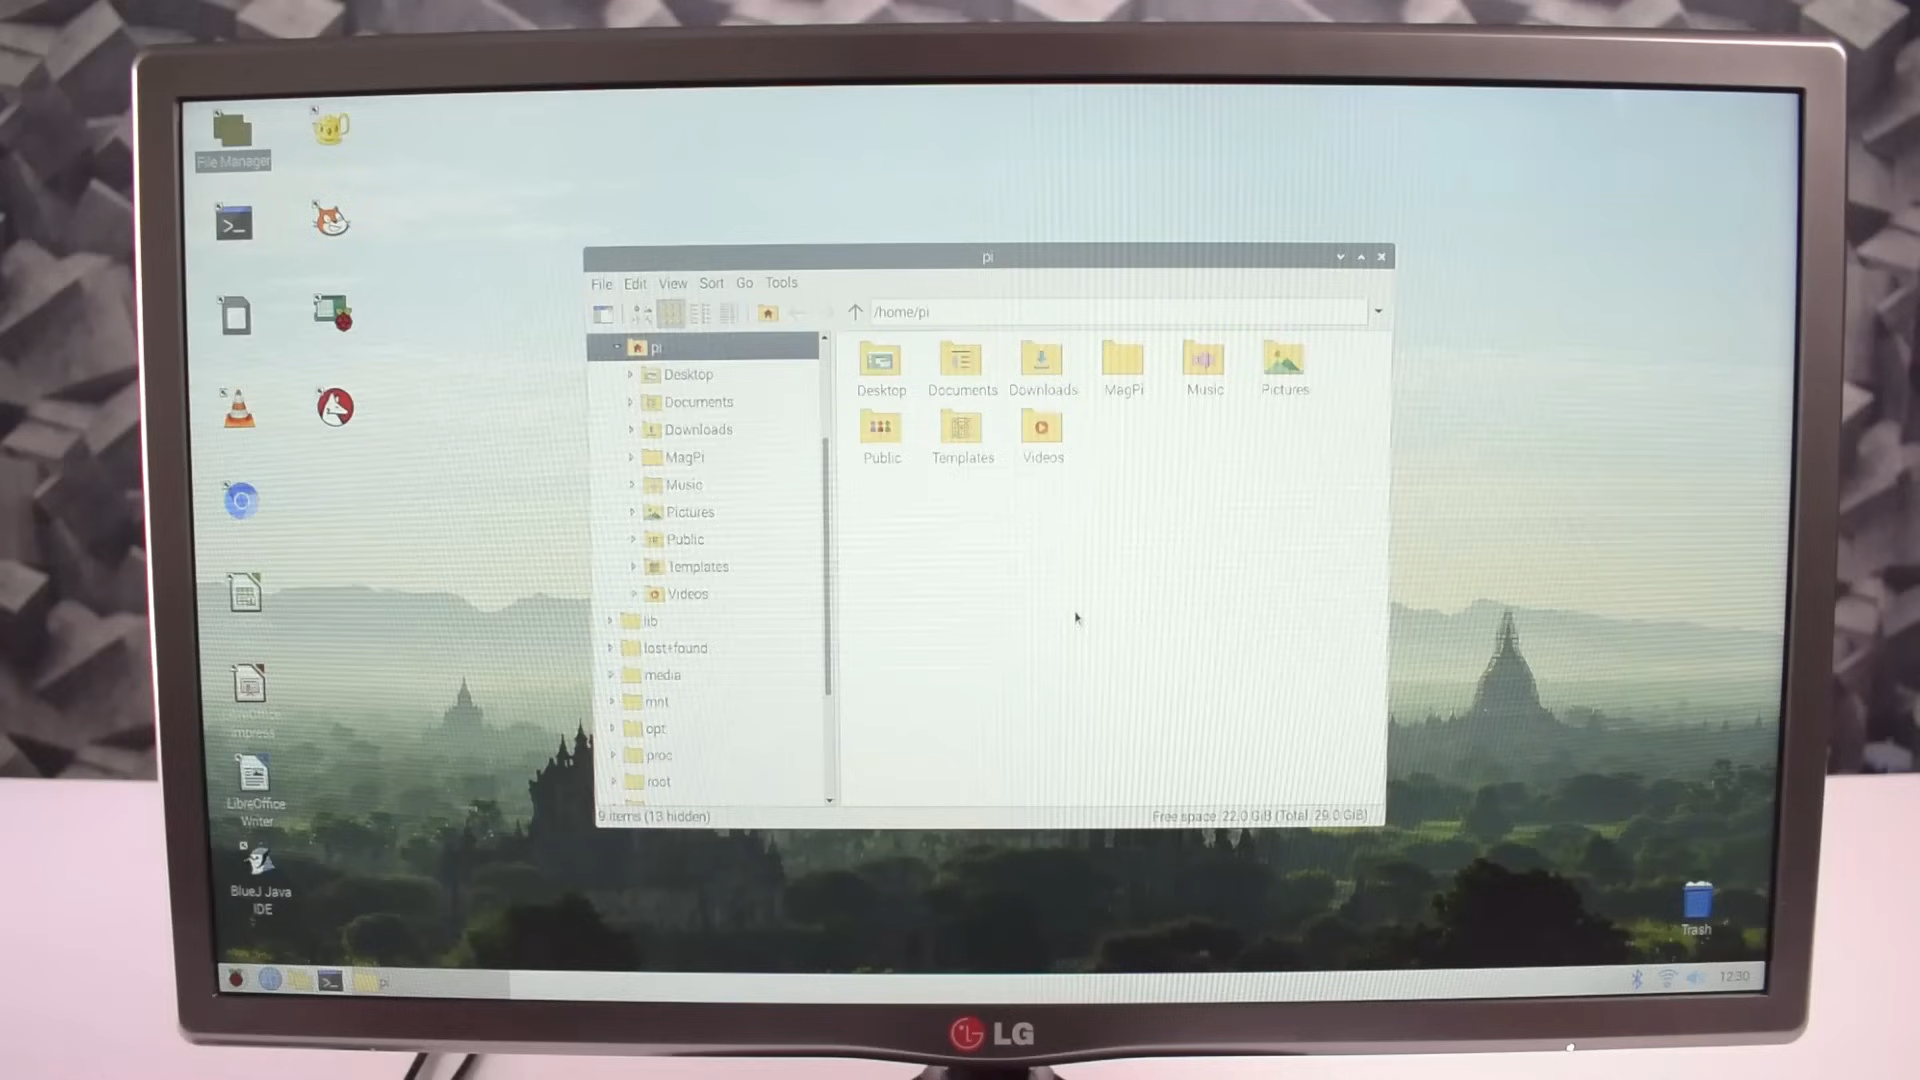 File Manager
LibreOffice
Impress
LibreOffice
Writer
BlueJ Java
IDE
pi
File Edit View Sort Go Tools
/home/pi
pi
Desktop
Documents
Downloads
MagPi
Music
Pictures
Public
Templates
Videos
lib
lost+found
media
mnt
opt
proc
root
Desktop Documents Downloads MagPi Music Pictures
Public Templates Videos
9 items (13 hidden)
Free space: 22.0 GiB (Total: 29.0 GiB)
Trash
pi
12:30
LG